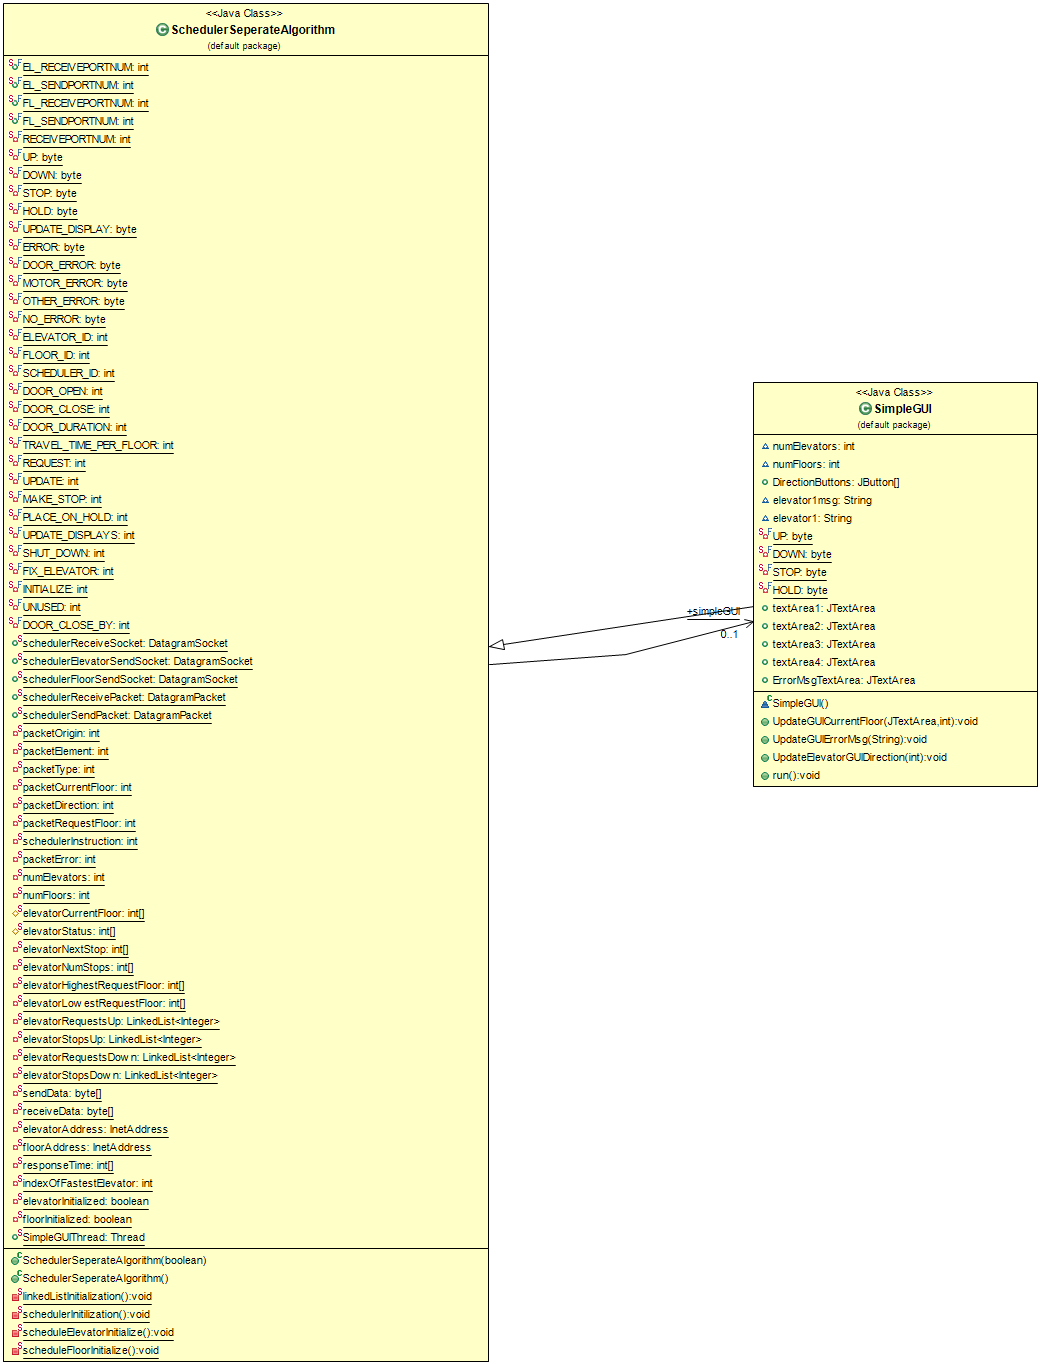 <<Java Class>>
SchedulerSeperateAlgorithm
(default package)
EL_RECEIVEPORTNUM: int
EL_SENDPORTNUM: int
FL_RECEIVEPORTNUM: int
FL_SENDPORTNUM: int
RECEIVEPORTNUM: int
UP: byte
DOWN: byte
STOP: byte
HOLD: byte
UPDATE_DISPLAY: byte
ERROR: byte
DOOR_ERROR: byte
MOTOR_ERROR: byte
OTHER_ERROR: byte
NO_ERROR: byte
ELEVATOR_ID: int
FLOOR_ID: int
SCHEDULER_ID: int
DOOR_OPEN: int
DOOR_CLOSE: int
DOOR_DURATION: int
TRAVEL_TIME_PER_FLOOR: int
REQUEST: int
UPDATE: int
MAKE_STOP: int
PLACE_ON_HOLD: int
UPDATE_DISPLAYS: int
SHUT_DOWN: int
FIX_ELEVATOR: int
INITIALIZE: int
UNUSED: int
DOOR_CLOSE_BY: int
schedulerReceiveSocket: DatagramSocket
schedulerElevatorSendSocket: DatagramSocket
schedulerFloorSendSocket: DatagramSocket
schedulerReceivePacket: DatagramPacket
schedulerSendPacket: DatagramPacket
packetOrigin: int
packetElement: int
packetType: int
packetCurrentFloor: int
packetDirection: int
packetRequestFloor: int
schedulerInstruction: int
packetError: int
numElevators: int
numFloors: int
elevatorCurrentFloor: int[]
elevatorStatus: int[]
elevatorNextStop: int[]
elevatorNumStops: int[]
elevatorHighestRequestFloor: int[]
elevatorLowestRequestFloor: int[]
elevatorRequestsUp: LinkedList<Integer>
elevatorStopsUp: LinkedList<Integer>
elevatorRequestsDown: LinkedList<Integer>
elevatorStopsDown: LinkedList<Integer>
sendData: byte[]
receiveData: byte[]
elevatorAddress: InetAddress
floorAddress: InetAddress
responseTime: int[]
indexOfFastestElevator: int
elevatorInitialized: boolean
floorInitialized: boolean
SimpleGUIThread: Thread
SchedulerSeperateAlgorithm(boolean)
SchedulerSeperateAlgorithm()
linkedListInitialization():void
schedulerInitilization():void
scheduleElevatorInitialize():void
scheduleFloorInitialize():void
+simpleGUI
0..1
<<Java Class>>
SimpleGUI
(default package)
numElevators: int
numFloors: int
DirectionButtons: JButton[]
elevator1msg: String
elevator1: String
UP: byte
DOWN: byte
STOP: byte
HOLD: byte
textArea1: JTextArea
textArea2: JTextArea
textArea3: JTextArea
textArea4: JTextArea
ErrorMsgTextArea: JTextArea
SimpleGUI()
UpdateGUICurrentFloor(JTextArea,int):void
UpdateGUIErrorMsg(String):void
UpdateElevatorGUIDirection(int):void
run():void